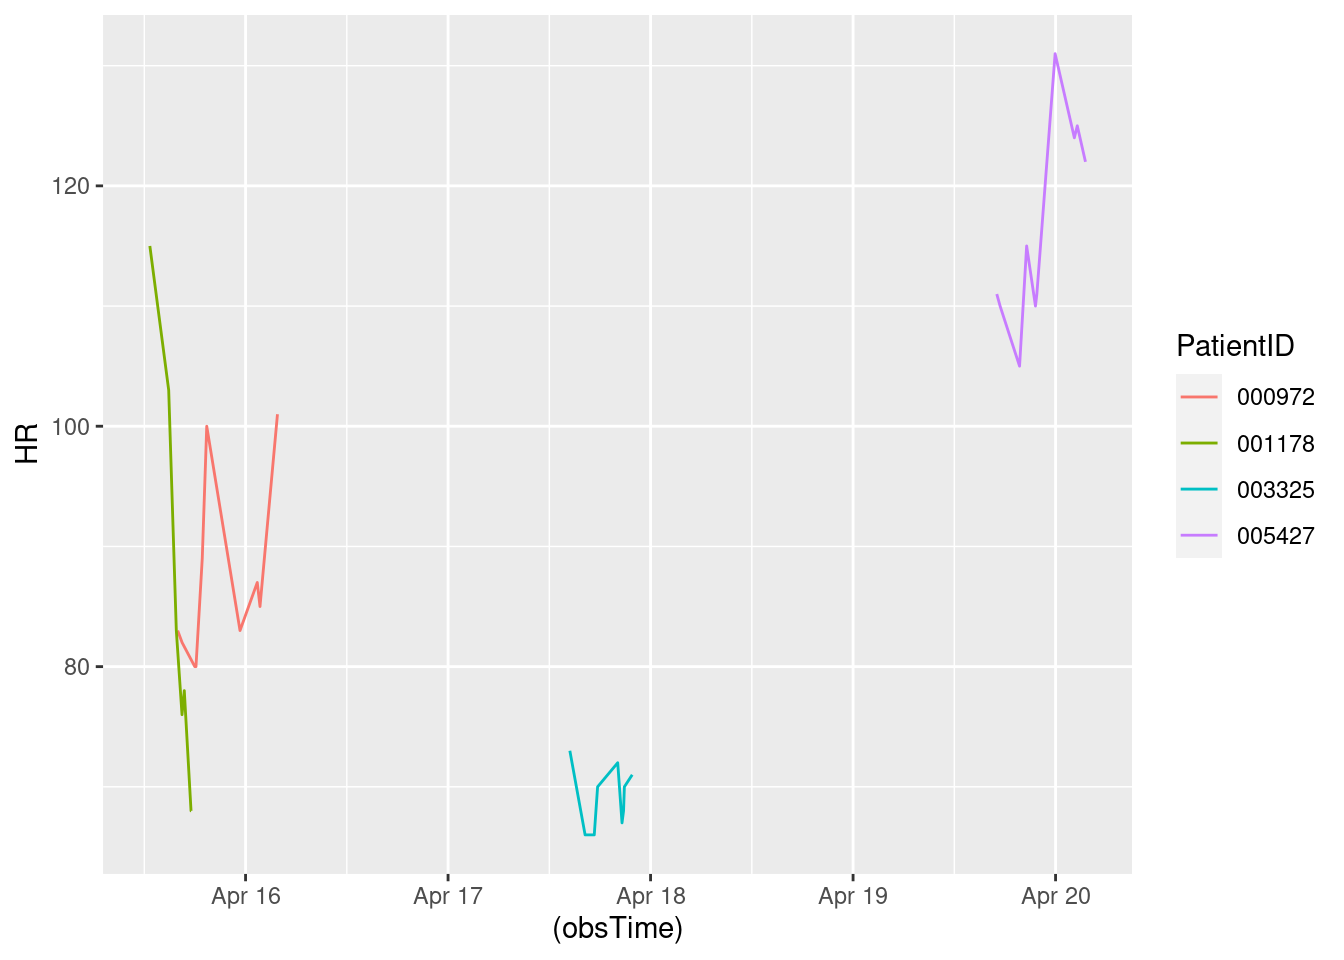 120
100
80
HR
Apr 16
Apr 17
Apr 18
Apr 19
Apr 20
(obsTime)
PatientID
000972
001178
003325
005427